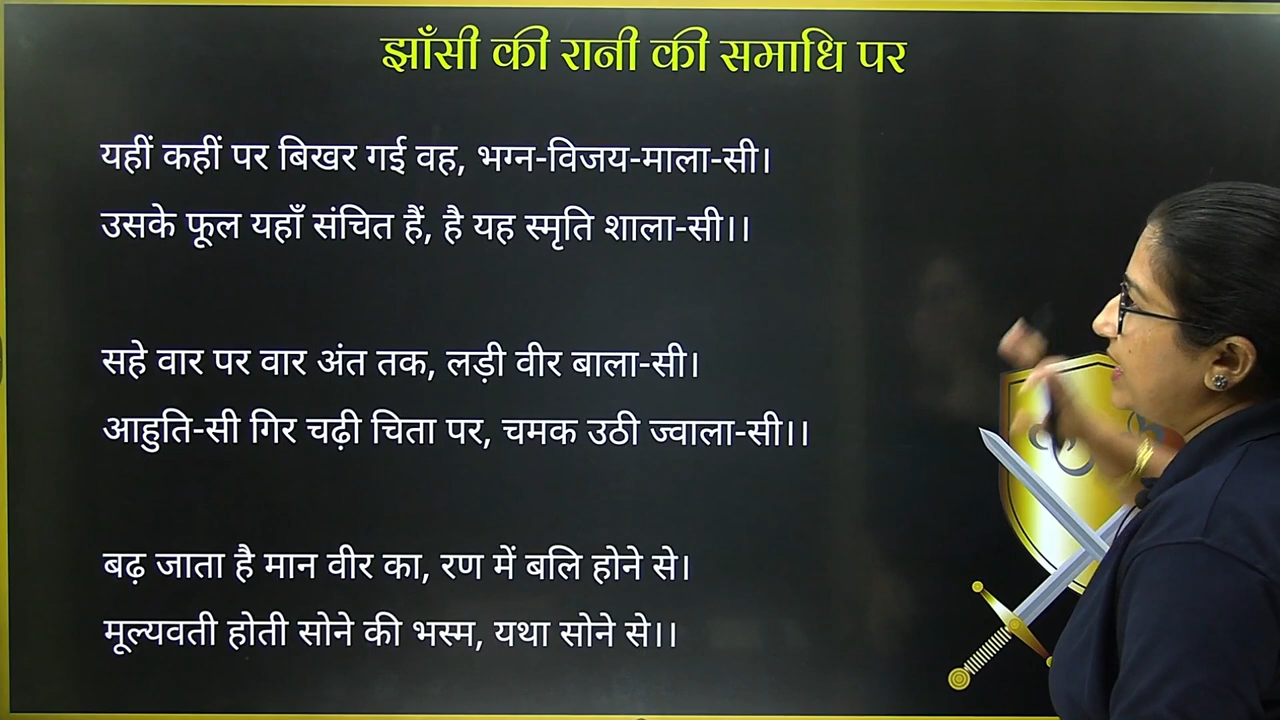 झाँसी की रानी की समाधि पर
यहीं कहीं पर बिखर गई वह, भग्न-विजय-माला-सी।
उसके फूल यहाँ संचित हैं, है यह स्मृति शाला-सी।।
सहे वार पर वार अंत तक, लड़ी वीर बाला-सी।
आहुति-सी गिर चढ़ी चिता पर, चमक उठी ज्वाला-सी।।
बढ़ जाता है मान वीर का, रण में बलि होने से।
मूल्यवती होती सोने की भस्म, यथा सोने से।।